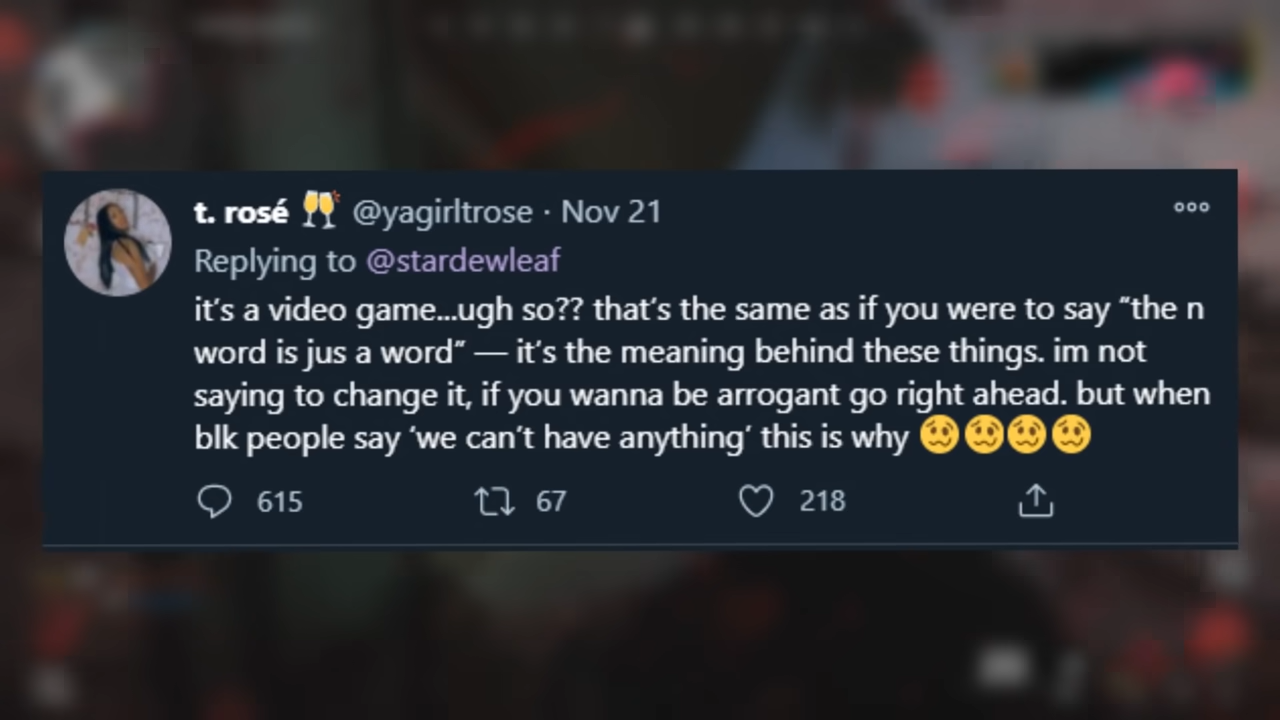 t. rosé 🥂 @yagirltrose · Nov 21
Replying to @stardewleaf
it's a video game...ugh so?? that's the same as if you were to say “the n
word is jus a word” — it's the meaning behind these things. im not
saying to change it, if you wanna be arrogant go right ahead. but when
blk people say ‘we can't have anything’ this is why 🥴🥴🥴🥴
615 67 218